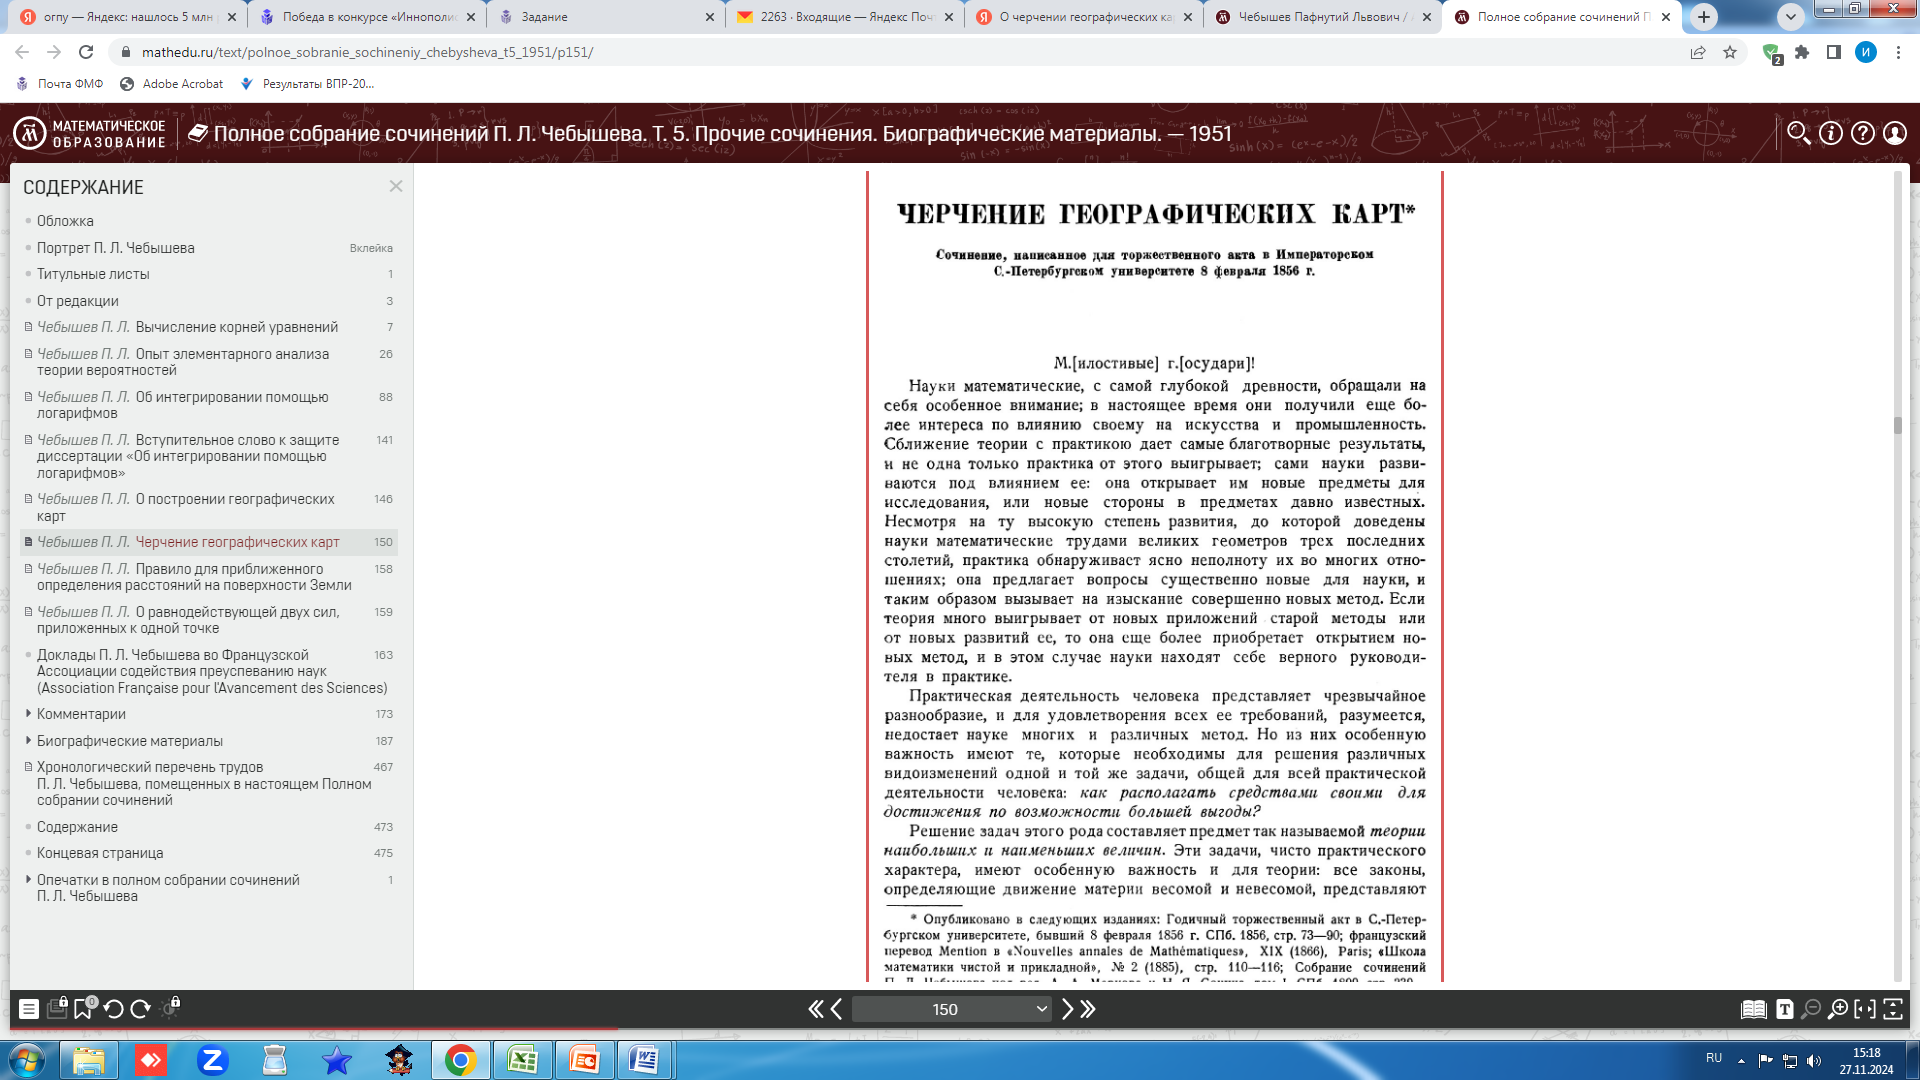 огпу — Яндекс: нашлось 5 млн
Победа в конкурсе «Иннополис
Задание
2263 · Входящие — Яндекс Поч
О черчении географических ка
Чебышев Пафнутий Львович /
Полное собрание сочинений П
mathedu.ru/text/polnoe_sobranie_sochineniy_chebysheva_t5_1951/p151/
2
И
Почта ФМФ
Adobe Acrobat
Результаты ВПР-20...
МАТЕМАТИЧЕСКОЕ
ОБРАЗОВАНИЕ
Полное собрание сочинений П. Л. Чебышева. Т. 5. Прочие сочинения. Биографические материалы. — 1951
СОДЕРЖАНИЕ
Обложка
Портрет П. Л. Чебышева Вклейка
Титульные листы 1
От редакции 3
Чебышев П. Л. Вычисление корней уравнений 7
Чебышев П. Л. Опыт элементарного анализа 26
теории вероятностей
Чебышев П. Л. Об интегрировании помощью 88
логарифмов
Чебышев П. Л. Вступительное слово к защите 141
диссертации «Об интегрировании помощью
логарифмов»
Чебышев П. Л. О построении географических 146
карт
Чебышев П. Л. Черчение географических карт 150
Чебышев П. Л. Правило для приближенного 158
определения расстояний на поверхности Земли
Чебышев П. Л. О равнодействующей двух сил, 159
приложенных к одной точке
Доклады П. Л. Чебышева во Французской 163
Ассоциации содействия преуспеванию наук
(Association Française pour l'Avancement des Sciences)
Комментарии 173
Биографические материалы 187
Хронологический перечень трудов 467
П. Л. Чебышева, помещенных в настоящем Полном
собрании сочинений
Содержание 473
Концевая страница 475
Опечатки в полном собрании сочинений 1
П. Л. Чебышева
ЧЕРЧЕНИЕ ГЕОГРАФИЧЕСКИХ КАРТ*
Сочинение, написанное для торжественного акта в Императорском
С.-Петербургском университете 8 февраля 1856 г.
М.[илостивые] г.[осудари]!
Науки математические, с самой глубокой древности, обращали на
себя особенное внимание; в настоящее время они получили еще бо-
лее интереса по влиянию своему на искусства и промышленность.
Сближение теории с практикою дает самые благотворные результаты,
и не одна только практика от этого выигрывает; сами науки разви-
ваются под влиянием ее: она открывает им новые предметы для
исследования, или новые стороны в предметах давно известных.
Несмотря на ту высокую степень развития, до которой доведены
науки математические трудами великих геометров трех последних
столетий, практика обнаруживает ясно неполноту их во многих отно-
шениях; она предлагает вопросы существенно новые для науки, и
таким образом вызывает на изыскание совершенно новых метод. Если
теория много выигрывает от новых приложений старой методы или
от новых развитий ее, то она еще более приобретает открытием но-
вых метод, и в этом случае науки находят себе верного руководи-
теля в практике.
Практическая деятельность человека представляет чрезвычайное
разнообразие, и для удовлетворения всех ее требований, разумеется,
недостает науке многих и различных метод. Но из них особенную
важность имеют те, которые необходимы для решения различных
видоизменений одной и той же задачи, общей для всей практической
деятельности человека: как располагать средствами своими для
достижения по возможности большей выгоды?
Решение задач этого рода составляет предмет так называемой теории
наибольших и наименьших величин. Эти задачи, чисто практического
характера, имеют особенную важность и для теории: все законы,
определяющие движение материи весомой и невесомой, представляют
* Опубликовано в следующих изданиях: Годичный торжественный акт в С.-Петер-
бургском университете, бывший 8 февраля 1856 г. СПб. 1856, стр. 73—90; французский
перевод Mention в «Nouvelles annales de Mathématiques», XIX (1866), Paris; «Школа
математики чистой и прикладной», № 2 (1885), стр. 110—116; Собрание сочинений
0
150
RU
15:18
27.11.2024